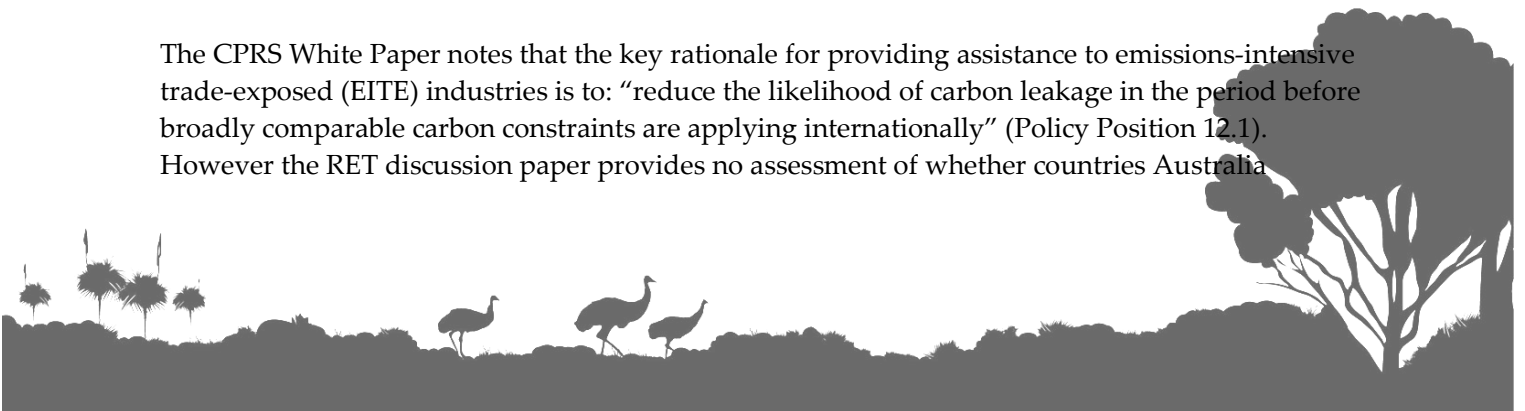 The CPRS White Paper notes that the key rationale for providing assistance to emissions-intensive
trade-exposed (EITE) industries is to: “reduce the likelihood of carbon leakage in the period before
broadly comparable carbon constraints are applying internationally” (Policy Position 12.1).
However the RET discussion paper provides no assessment of whether countries Australia